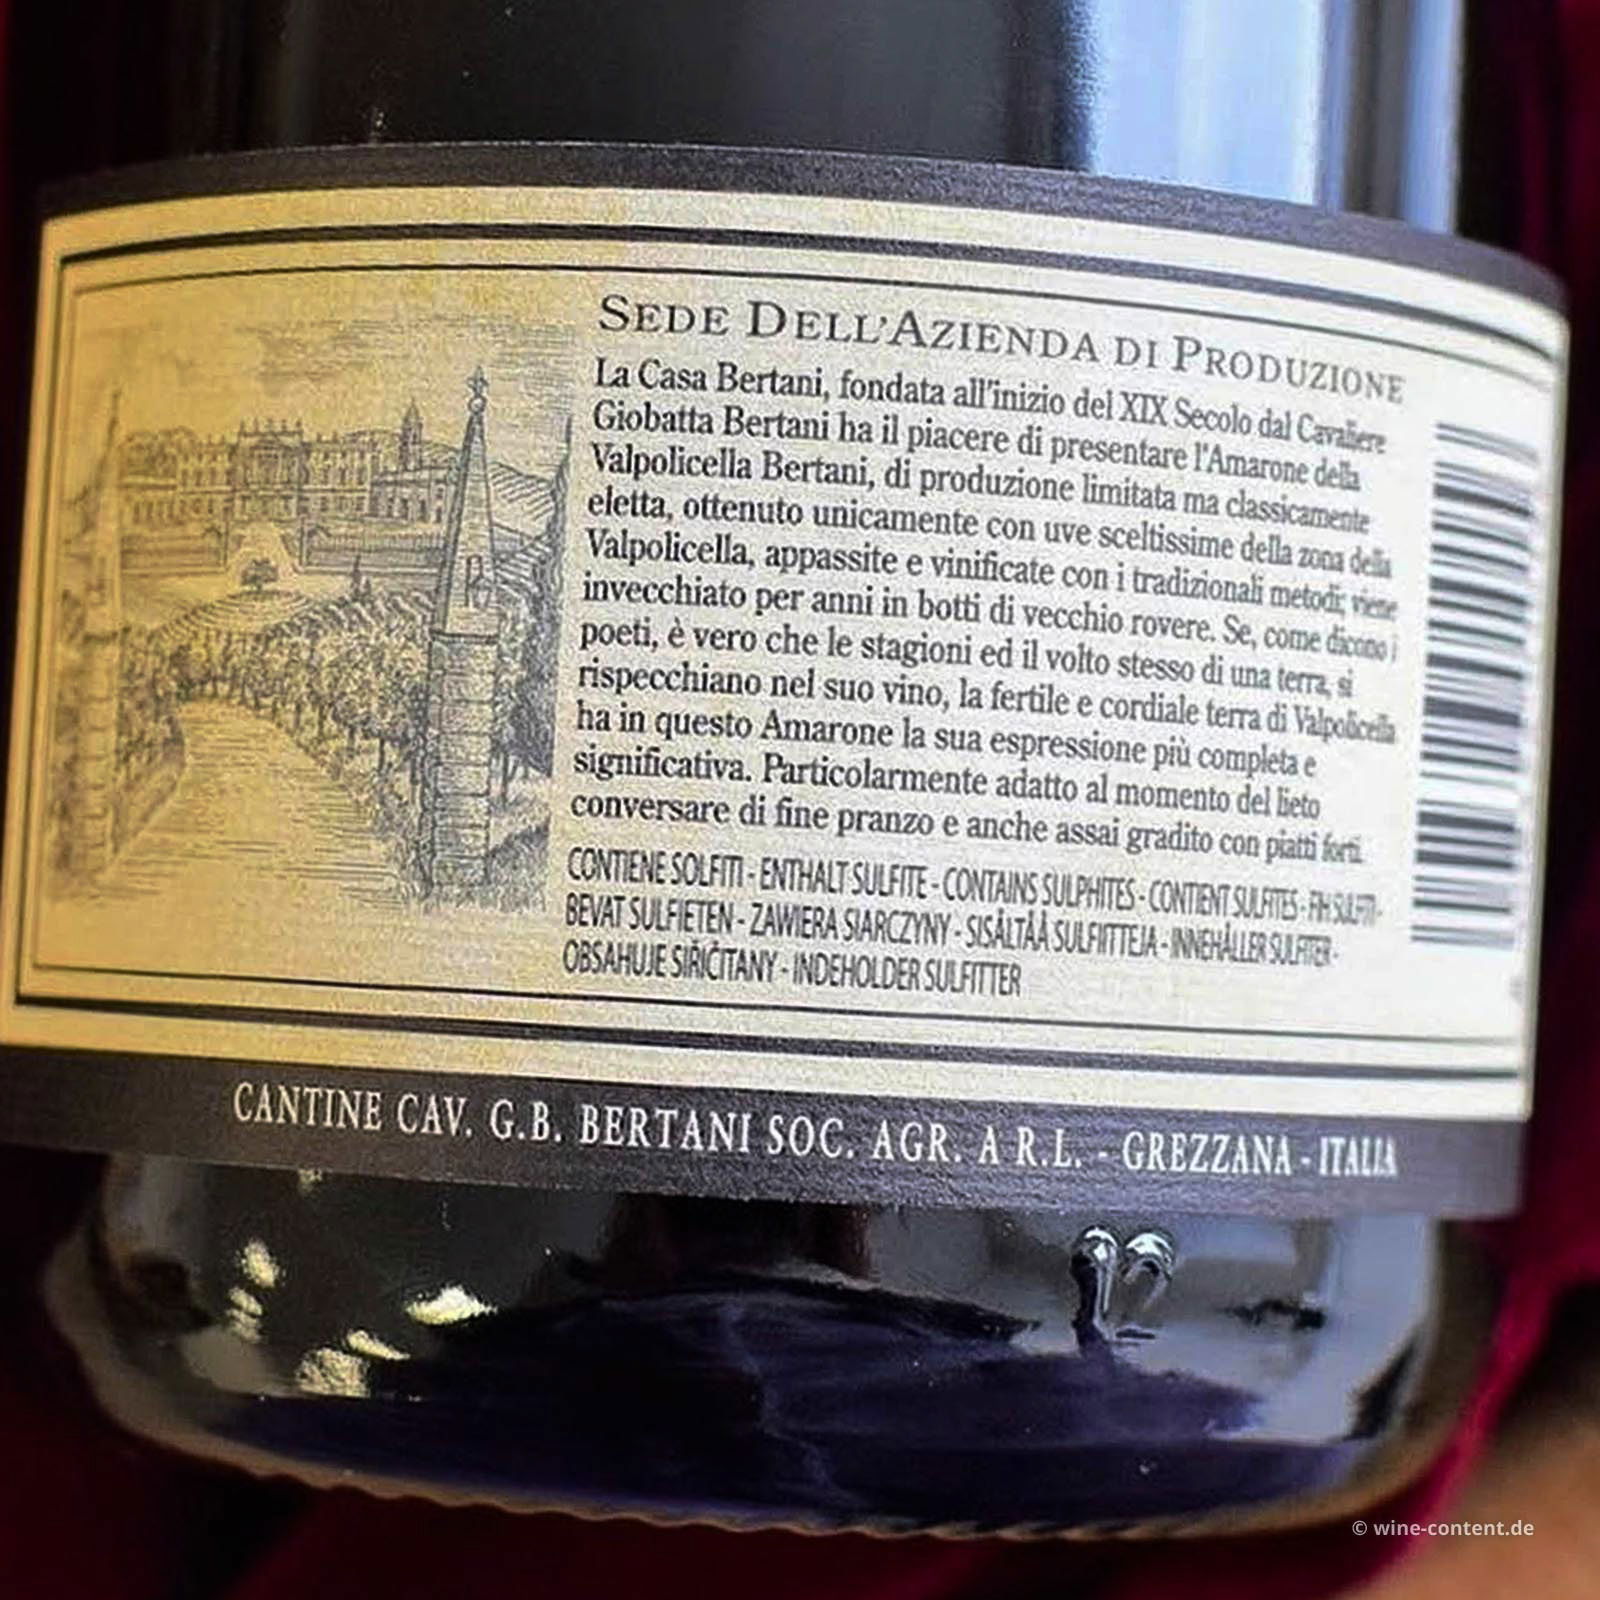 SEDE DELL'AZIENDA DI PRODUZIONE
La Casa Bertani, fondata all'inizio del XIX Secolo dal Cavaliere
Giobatta Bertani ha il piacere di presentare l'Amarone della
Valpolicella Bertani, di produzione limitata ma classicamente
eletta, ottenuto unicamente con uve sceltissime della zona della
Valpolicella, appassite e vinificate con i tradizionali metodi; viene
invecchiato per anni in botti di vecchio rovere. Se, come dicono i
poeti, è vero che le stagioni ed il volto stesso di una terra, si
rispecchiano nel suo vino, la fertile e cordiale terra di Valpolicella
ha in questo Amarone la sua espressione più completa e
significativa. Particolarmente adatto al momento del lieto
conversare di fine pranzo e anche assai gradito con piatti forti.
CONTIENE SOLFITI - ENTHALT SULFITE - CONTAINS SULPHITES - CONTIENT SULFITES -
BEVAT SULFIETEN - ZAWIERA SIARCZYNY - SISÅLTÅÅ SULFIITTEJA - INNEHÅLLER SULFITER -
OBSAHUJE SIŘIČITANY - INDEHOLDER SULFITTER
CANTINE CAV. G.B. BERTANI SOC. AGR. A R.L. - GREZZANA - ITALIA
© wine-content.de